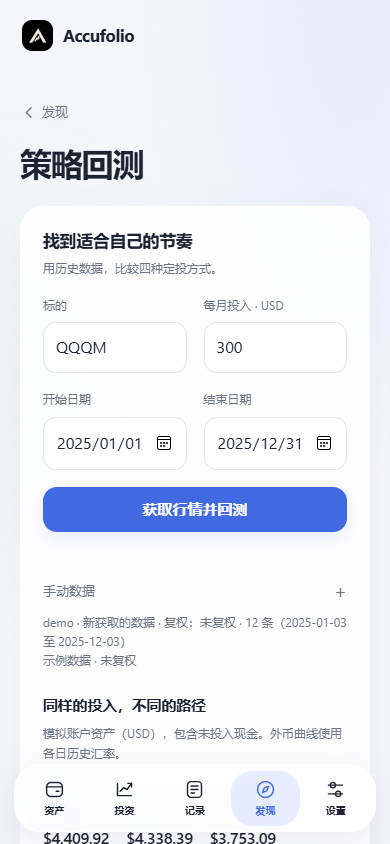 Accufolio
发现
策略回测
找到适合自己的节奏
用历史数据，比较四种定投方式。
标的
每月投入 · USD
QQQM
300
开始日期
结束日期
2025/01/01
2025/12/31
获取行情并回测
手动数据
+
demo · 新获取的数据 · 复权：未复权 · 12 条（2025-01-03
至 2025-12-03）
示例数据 · 未复权
同样的投入，不同的路径
模拟账户资产（USD），包含未投入现金。外币曲线使用
各日历史汇率。
资产
投资
记录
发现
设置
$4,409.92
$4,338.39
$3,753.09